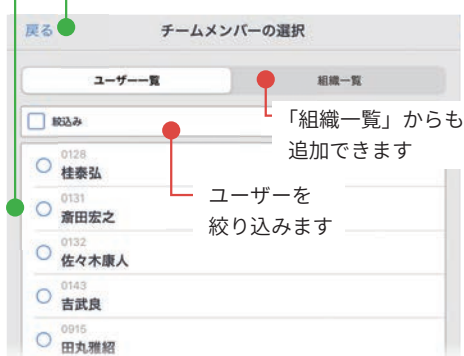 戻る
チームメンバーの選択
ユーザー一覧
組織一覧
絞込み
「組織一覧」からも
追加できます
0128
桂泰弘
0131
斎田宏之
ユーザーを
絞り込みます
0132
佐々木康人
0143
吉武良
0915
田丸雅紹